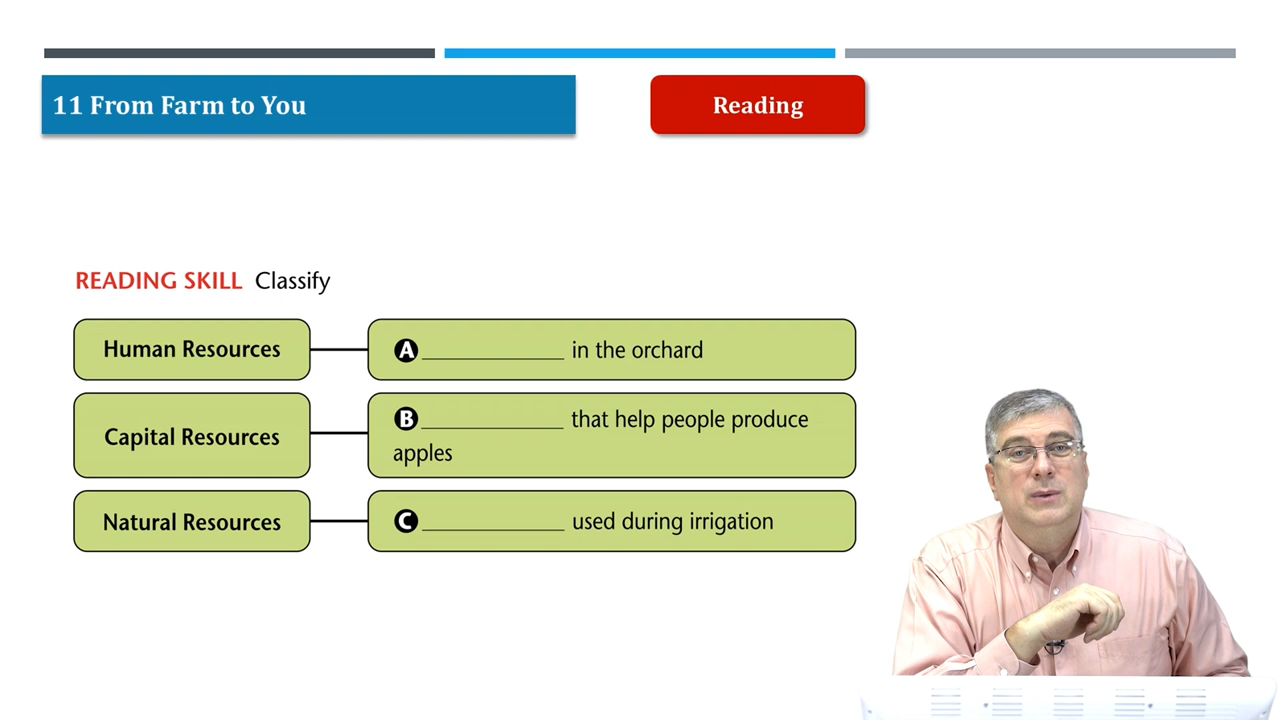 11 From Farm to You
Reading
READING SKILL Classify
Human Resources
A ____________ in the orchard
Capital Resources
B ____________ that help people produce
apples
Natural Resources
C ____________ used during irrigation